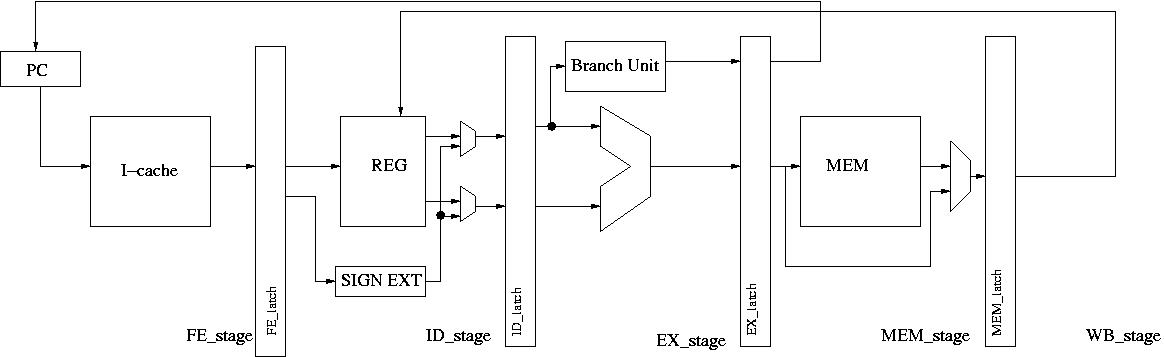 PC
Branch Unit
I-cache
REG
MEM
SIGN EXT
FE_latch
ID_latch
EX_latch
MEM_latch
FE_stage
ID_stage
EX_stage
MEM_stage
WB_stage